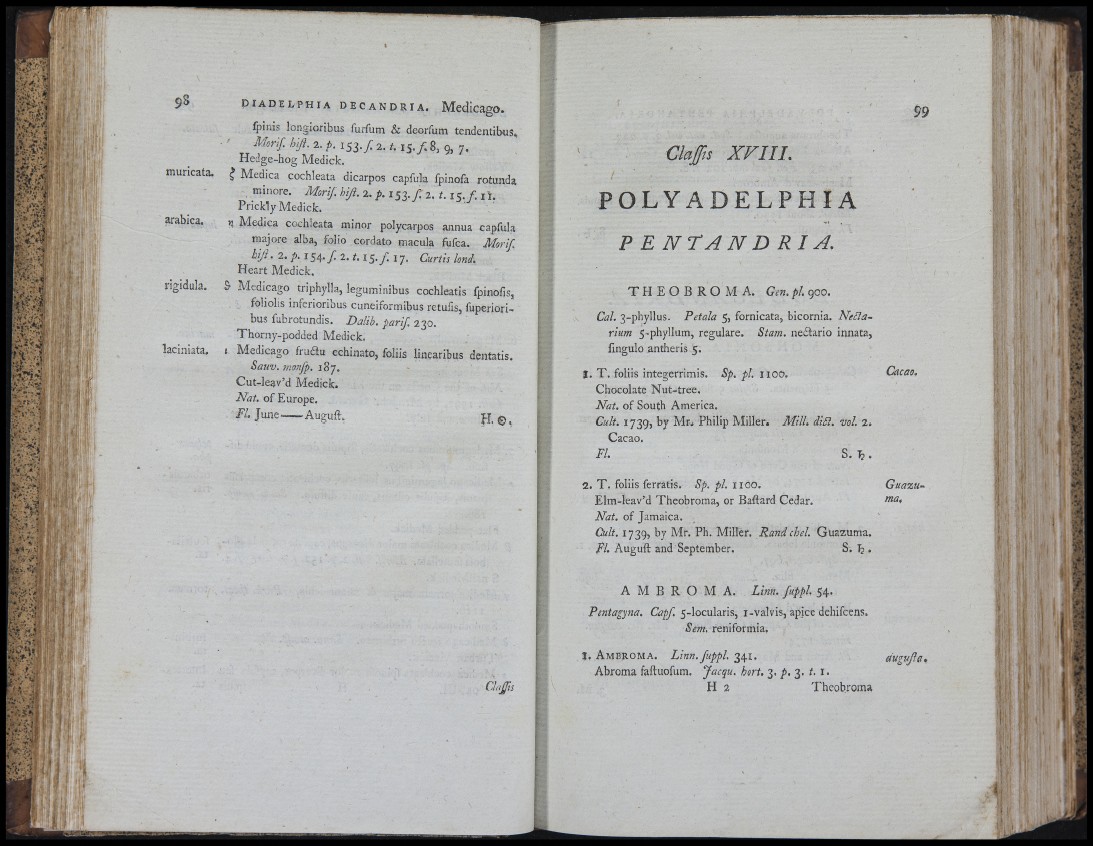 98 DIADELPHIA DECANDRIA. Medicago.
ſpinis longioribus ſurſum & deorſum tendentibus.
Moriſ. hiſt. 2. p. 153. ſ. 2. t. 15. f. 8, 9, 7.
Hedge-hog Medick.
muricata. ξ Medica cochleata dicarpos capſula ſpinoſa rotunda
minore. Moriſ. hiſt. 2. p. 153. ſ. 2. t. 15. f. 11.
Prickly Medick.
arabica. η Medica cochleata minor polycarpos annua capſula
majore alba, folio cordato macula fuſca. Moriſ.
hiſt. 2. p. 154. ſ. 2. t. 15. f. 17. Curtis lond.
Heart Medick.
rigidula. θ Medicago triphylla, leguminibus cochleatis ſpinoſis,
foliolis inferioribus cuneiformibus retuſis, ſuperiori-
bus ſubrotundis. Dalib. pariſ. 230.
Thorny-podded Medick.
laciniata. ι Medicago fructu echinato, foliis linearibus dentatis.
Sauv. monſp. 187.
Cut-leav'd Medick.
Nat. of Europe.
Fl. June——Auguſt. H. ☉.
Claſſis
99
Claſſis XVIII.
POLYADELPHIA
PENTANDRIA.
THEOBROMA. Gen. pl. 900.
Cal. 3-phyllus. Petala 5, fornicata, bicornia. Necta-
rium 5-phyllum, regulare. Stam. nectario innata,
ſingulo antheris 5.
1. T. foliis integerrimis. Sp. pl. 1100. Cacao.
Chocolate Nut-tree.
Nat. of South America.
Cult. 1739, by Mr. Philip Miller. Mill. dict. vol. 2.
Cacao.
Fl. S. ♄.
2. T. foliis ſerratis. Sp. pl. 1100. Guazu-
Elm-leav'd Theobroma, or Baſtard Cedar. ma.
Nat. of Jamaica.
Cult. 1739, by Mr. Ph. Miller. Rand chel. Guazuma.
Fl. Auguſt and September. S. ♄.
AMBROMA. Linn. ſuppl. 54.
Pentagyna. Capſ. 5-locularis, 1-valvis, apice dehiſcens.
Sem. reniformia.
1. AMBROMA. Linn. ſuppl. 341. auguſta.
Abroma faſtuoſum. Jacqu. hort. 3. p. 3. t. 1.
H 2 Theobroma